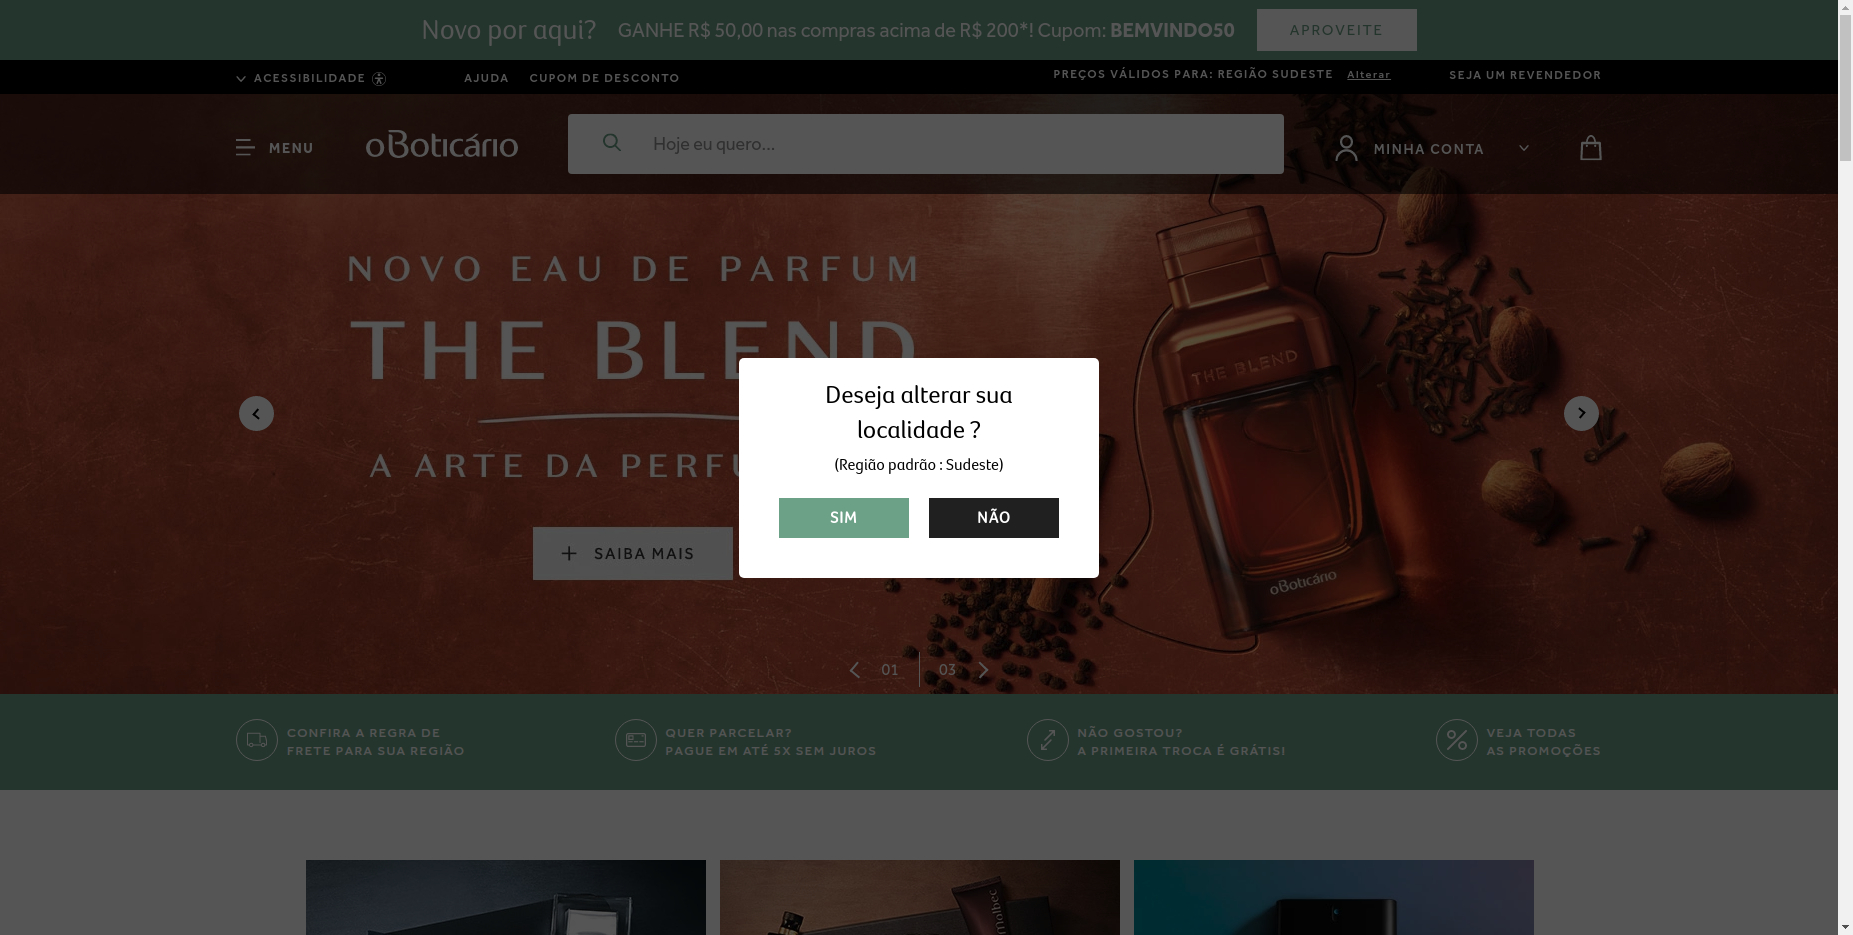 Novo por aqui? GANHE R$ 50,00 nas compras acima de R$ 200*! Cupom: BEMVINDO50 APROVEITE
ACESSIBILIDADE AJUDA CUPOM DE DESCONTO PREÇOS VÁLIDOS PARA: REGIÃO SUDESTE Alterar SEJA UM REVENDEDOR
MENU oBoticário Hoje eu quero... MINHA CONTA
NOVO EAU DE PARFUM
THE BLEND
THE BLEND
Deseja alterar sua
localidade ?
(Região padrão : Sudeste)
SIM NÃO
A ARTE DA
SAIBA MAIS
oBoticário
01 03
CONFIRA A REGRA DE
FRETE PARA SUA REGIÃO
QUER PARCELAR?
PAGUE EM ATÉ 5X SEM JUROS
NÃO GOSTOU?
A PRIMEIRA TROCA É GRÁTIS!
VEJA TODAS
AS PROMOÇÕES
malbec